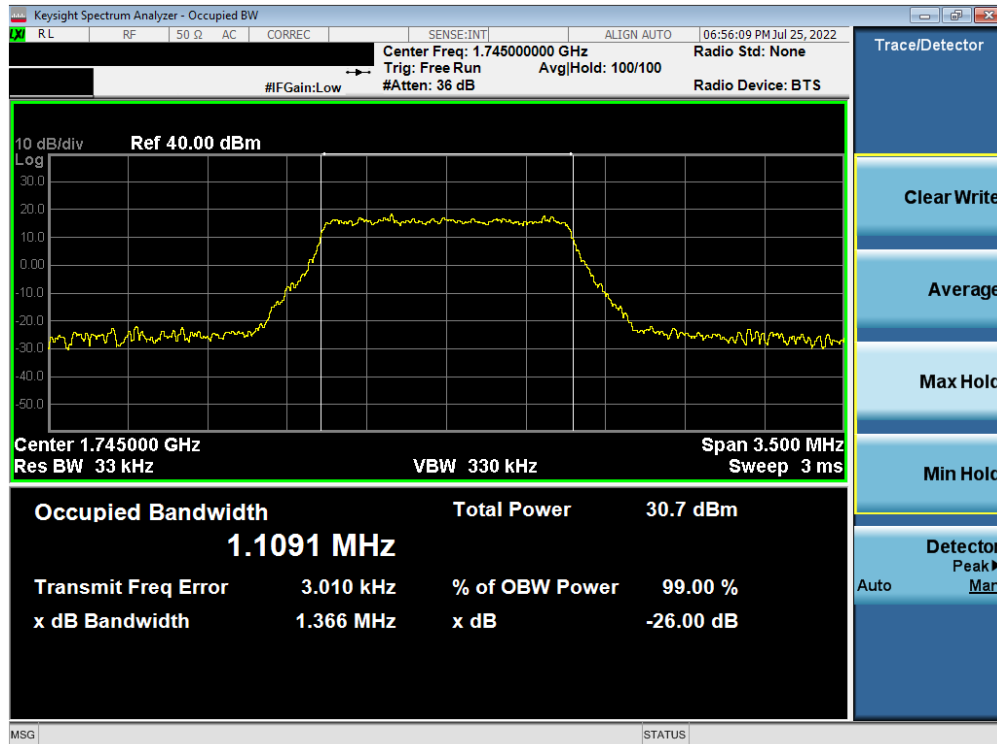 Keysight Spectrum Analyzer - Occupied BW
LXI RL RF 50 Ω AC CORREC SENSE:INT ALIGN AUTO 06:56:09 PM Jul 25, 2022
Center Freq: 1.745000000 GHz Radio Std: None
Trig: Free Run Avg|Hold: 100/100
#IFGain:Low #Atten: 36 dB Radio Device: BTS
Trace/Detector
10 dB/div Ref 40.00 dBm
Log
30.0
20.0
10.0
0.00
-10.0
-20.0
-30.0
-40.0
-50.0
Center 1.745000 GHz Span 3.500 MHz
Res BW 33 kHz VBW 330 kHz Sweep 3 ms
Occupied Bandwidth Total Power 30.7 dBm
1.1091 MHz
Transmit Freq Error 3.010 kHz % of OBW Power 99.00 %
x dB Bandwidth 1.366 MHz x dB -26.00 dB
Clear Write
Average
Max Hold
Min Hold
Detector
Peak▶
Auto Man
MSG STATUS